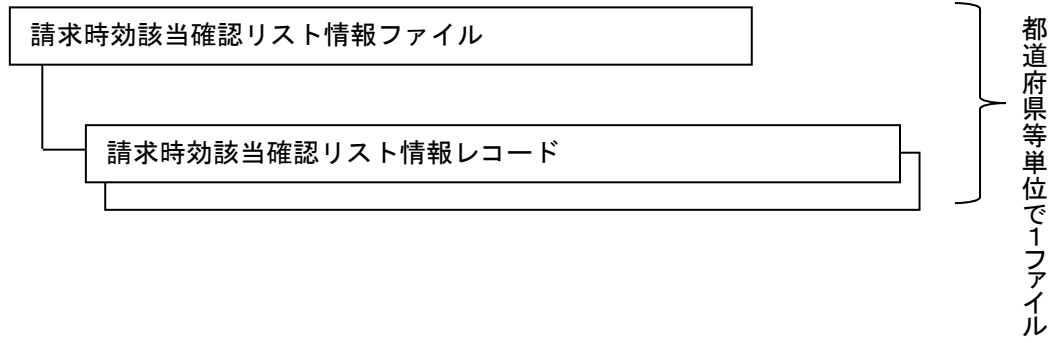 請求時効該当確認リスト情報ファイル
請求時効該当確認リスト情報レコード
都道府県等単位で１ファイル